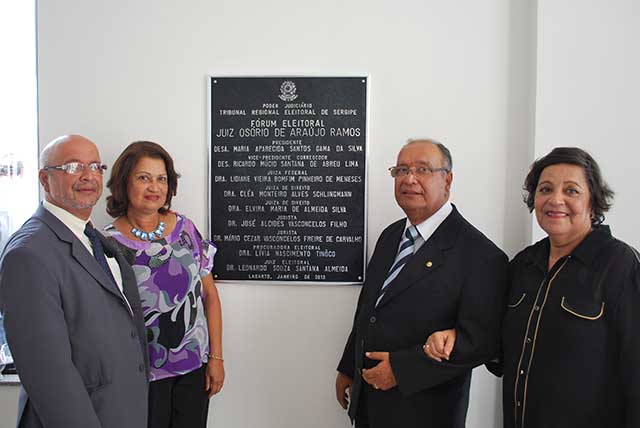 PODER JUDICIÁRIO
TRIBUNAL REGIONAL ELEITORAL DE SERGIPE
FÓRUM ELEITORAL
JUIZ OSÓRIO DE ARAÚJO RAMOS
PRESIDENTE
DESA. MARIA APARECIDA SANTOS GAMA DA SILVA
VICE-PRESIDENTE CORREGEDOR
DES. RICARDO MÚCIO SANTANA DE ABREU LIMA
JUIZA FEDERAL
DRA. LIDIANE VIEIRA BOMFIM PINHEIRO DE MENESES
JUIZA DE DIREITO
DRA. CLÉA MONTEIRO ALVES SCHLINGMANN
JUIZA DE DIREITO
DRA. ELVIRA MARIA DE ALMEIDA SILVA
JURISTA
DR. JOSÉ ALCIDES VASCONCELOS FILHO
JURISTA
DR. MÁRIO CEZAR VASCONCELOS FREIRE DE CARVALHO
PROCURADORA ELEITORAL
DRA. LÍVIA NASCIMENTO TINÔCO
JUIZ ELEITORAL
DR. LEONARDO SOUZA SANTANA ALMEIDA
LAGARTO, JANEIRO DE 2013